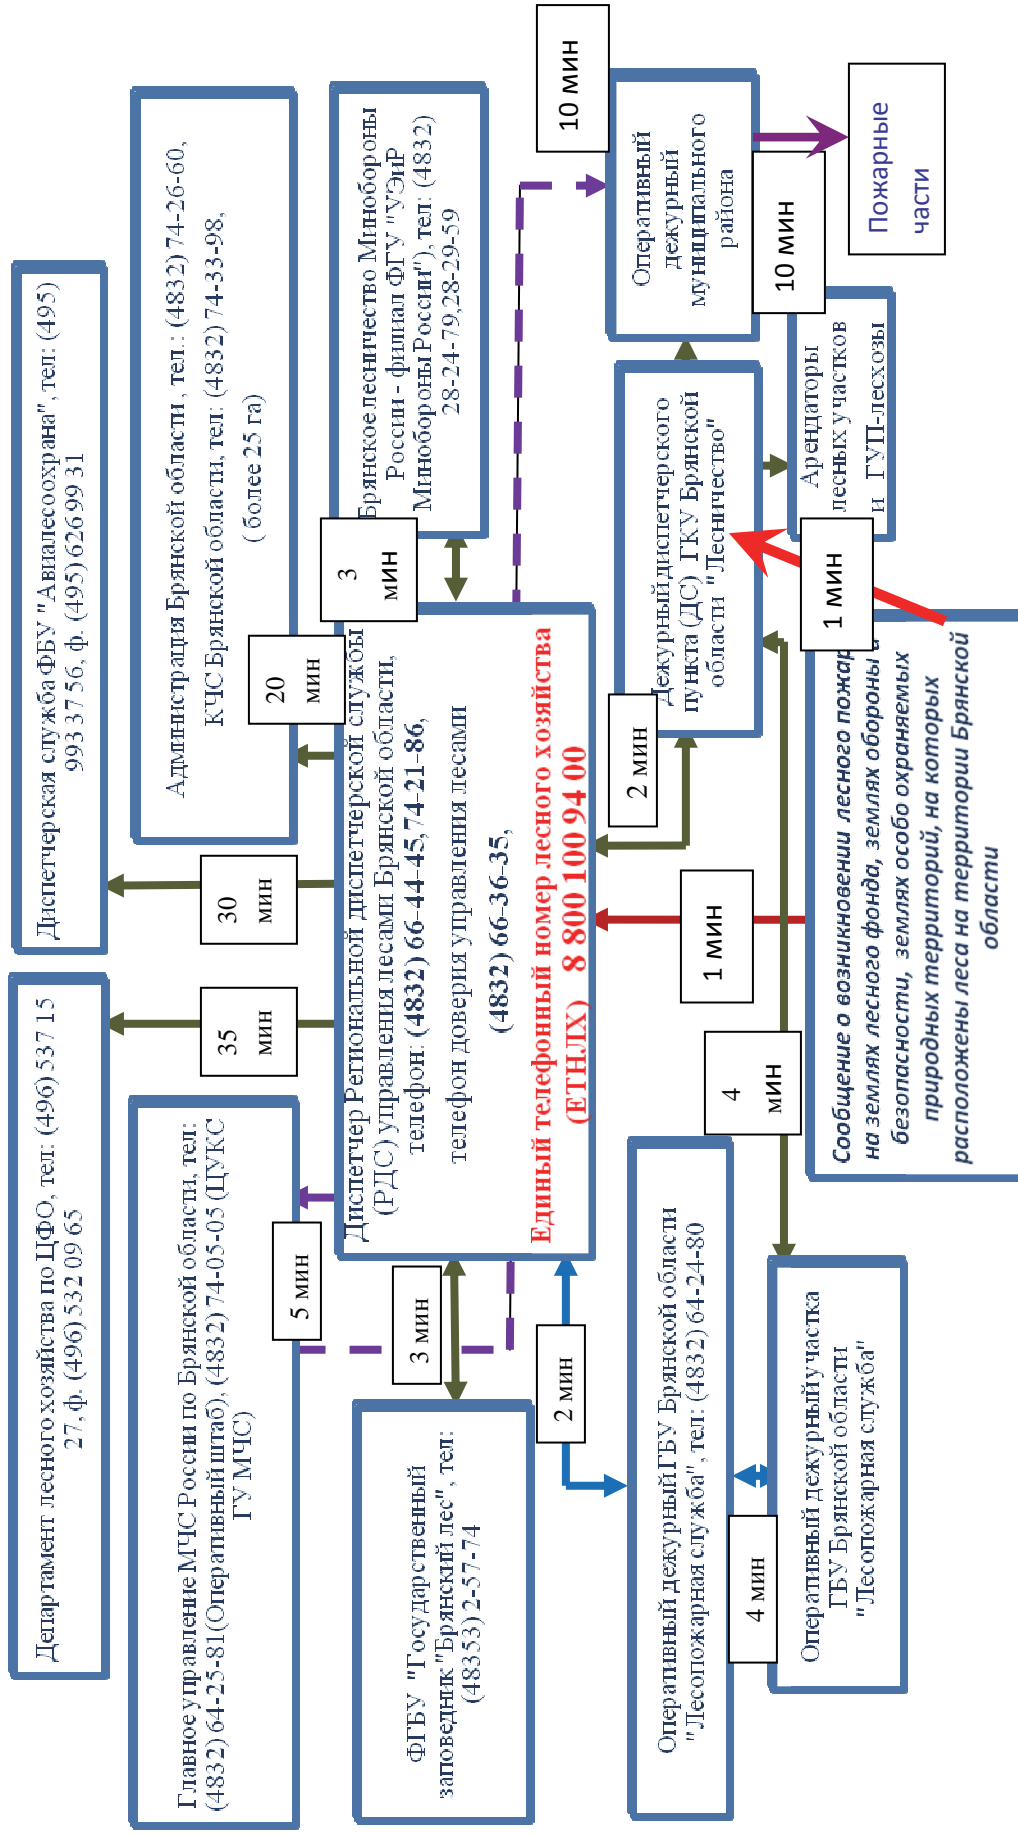 Департамент лесного хозяйства по ЦФО, тел: (496) 537 15
27, ф. (496) 532 09 65
Диспетчерская служба ФБУ "Авиалесоохрана", тел: (495)
993 37 56, ф. (495) 626 99 31
Главное управление МЧС России по Брянской области, тел:
(4832) 64-25-81(Оперативный штаб), (4832) 74-05-05 (ЦУКС
ГУ МЧС)
35
мин
30
мин
Администрация Брянской области , тел.: (4832) 74-26-60,
КЧС Брянской области, тел: (4832) 74-33-98,
( более 25 га)
5 мин
20
мин
3
мин
ФГБУ "Государственный
заповедник "Брянский лес" , тел:
(48353) 2-57-74
3 мин
Диспетчер Региональной диспетчерской службы
(РДС) управления лесами Брянской области,
телефон: (4832) 66-44-45,74-21-86,
телефон доверия управления лесами
(4832) 66-36-35,
Единый телефонный номер лесного хозяйства
(ЕТНЛХ) 8 800 100 94 00
Брянское лесничество Минобороны
России - филиал ФГУ "УЭиР
Минобороны России"), тел: (4832)
28-24-79,28-29-59
2 мин
10 мин
Оперативный дежурный ГБУ Брянской области
"Лесопожарная служба", тел: (4832) 64-24-80
1 мин
2 мин
Дежурный диспетчерского
пункта (ДС) ГКУ Брянской
области "Лесничество"
Оперативный
дежурный
муниципального
района
4 мин
4
мин
1 мин
10 мин
Оперативный дежурный участка
ГБУ Брянской области
"Лесопожарная служба"
Арендаторы
лесных участков
и ГУП-лесхозы
Пожарные
части
Сообщение о возникновении лесного пожар
на землях лесного фонда, землях обороны и
безопасности, землях особо охраняемых
природных территорий, на которых
расположены леса на территории Брянской
области